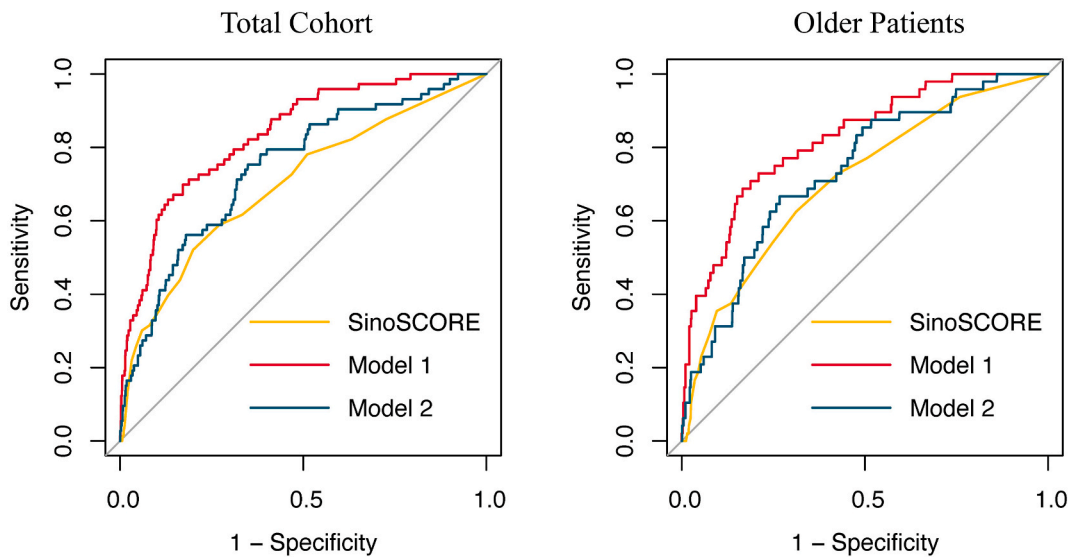 Total Cohort
Sensitivity
1.0
0.8
0.6
0.4
0.2
0.0
SinoSCORE
Model 1
Model 2
0.0 0.5 1.0
1 − Specificity
Older Patients
Sensitivity
1.0
0.8
0.6
0.4
0.2
0.0
SinoSCORE
Model 1
Model 2
0.0 0.5 1.0
1 − Specificity